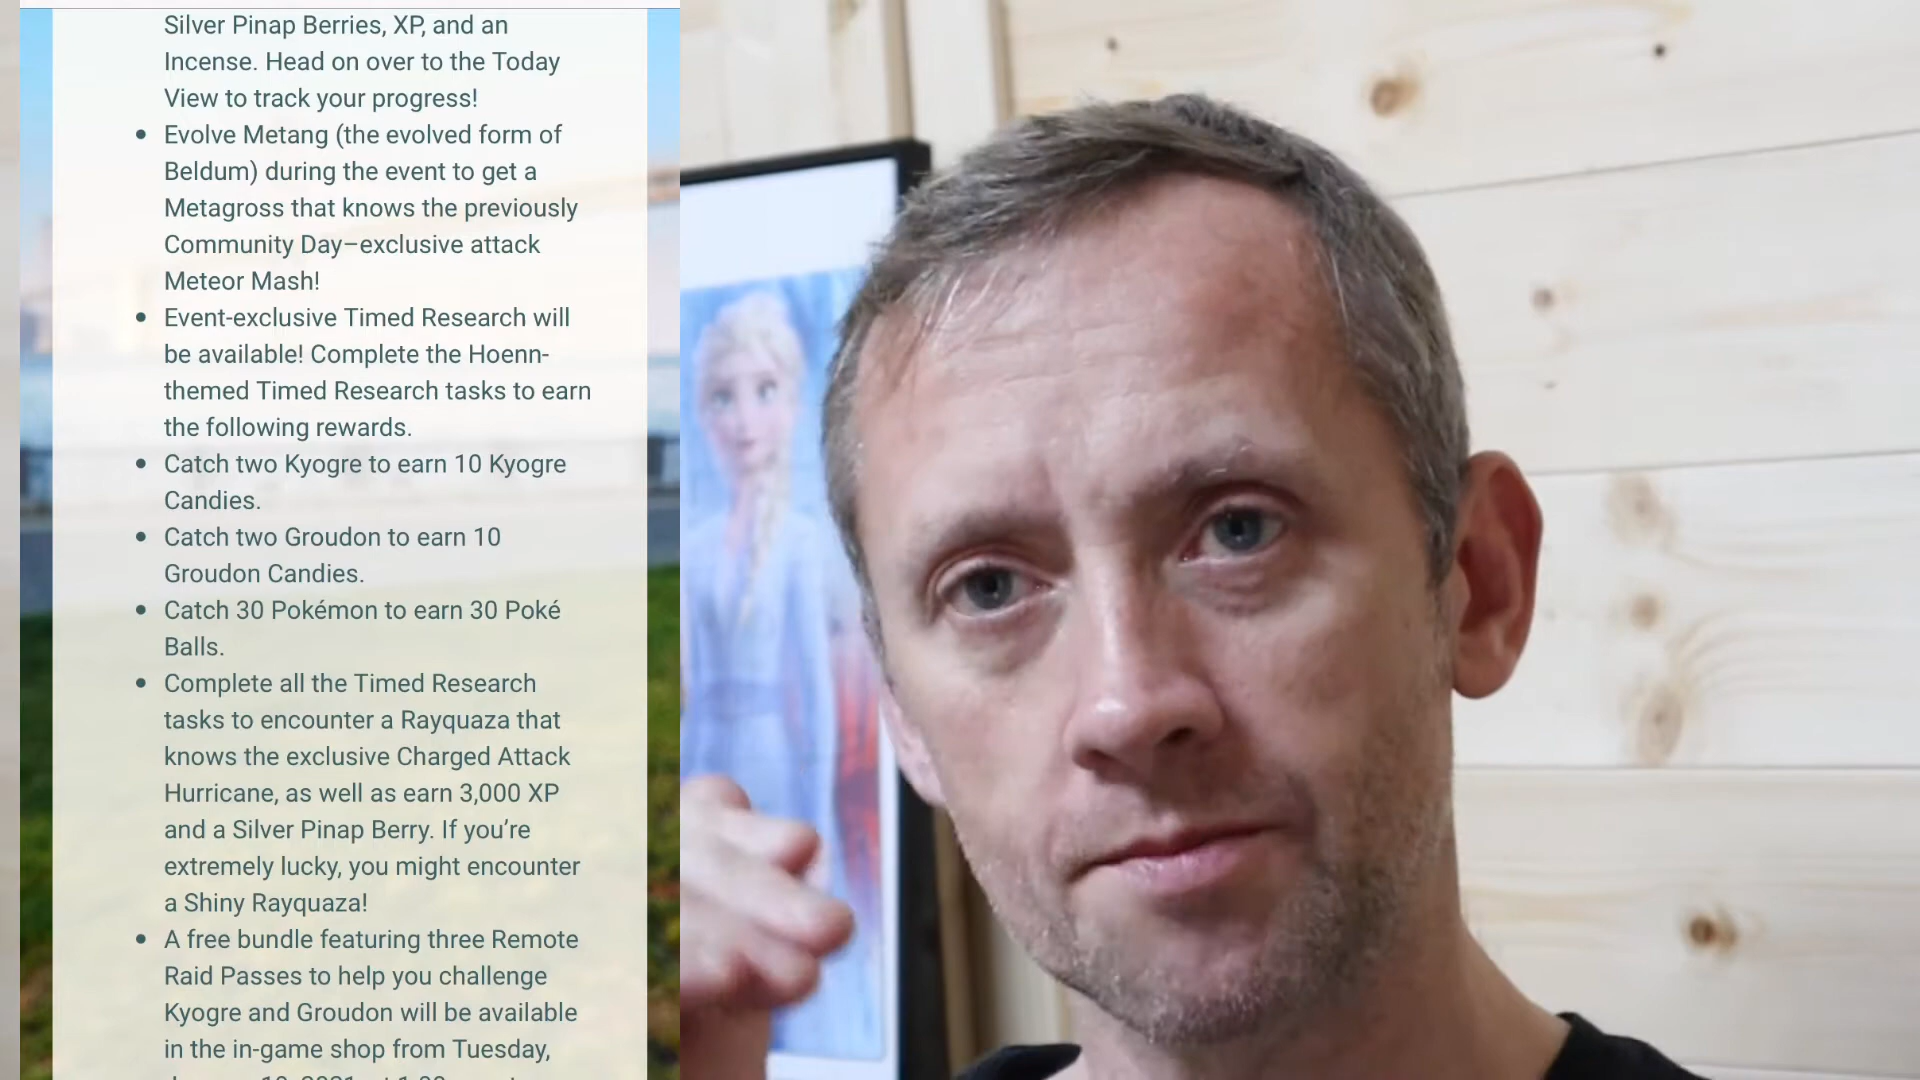 Silver Pinap Berries, XP, and an
Incense. Head on over to the Today
View to track your progress!
• Evolve Metang (the evolved form of
Beldum) during the event to get a
Metagross that knows the previously
Community Day–exclusive attack
Meteor Mash!
• Event-exclusive Timed Research will
be available! Complete the Hoenn-
themed Timed Research tasks to earn
the following rewards.
• Catch two Kyogre to earn 10 Kyogre
Candies.
• Catch two Groudon to earn 10
Groudon Candies.
• Catch 30 Pokémon to earn 30 Poké
Balls.
• Complete all the Timed Research
tasks to encounter a Rayquaza that
knows the exclusive Charged Attack
Hurricane, as well as earn 3,000 XP
and a Silver Pinap Berry. If you’re
extremely lucky, you might encounter
a Shiny Rayquaza!
• A free bundle featuring three Remote
Raid Passes to help you challenge
Kyogre and Groudon will be available
in the in-game shop from Tuesday,